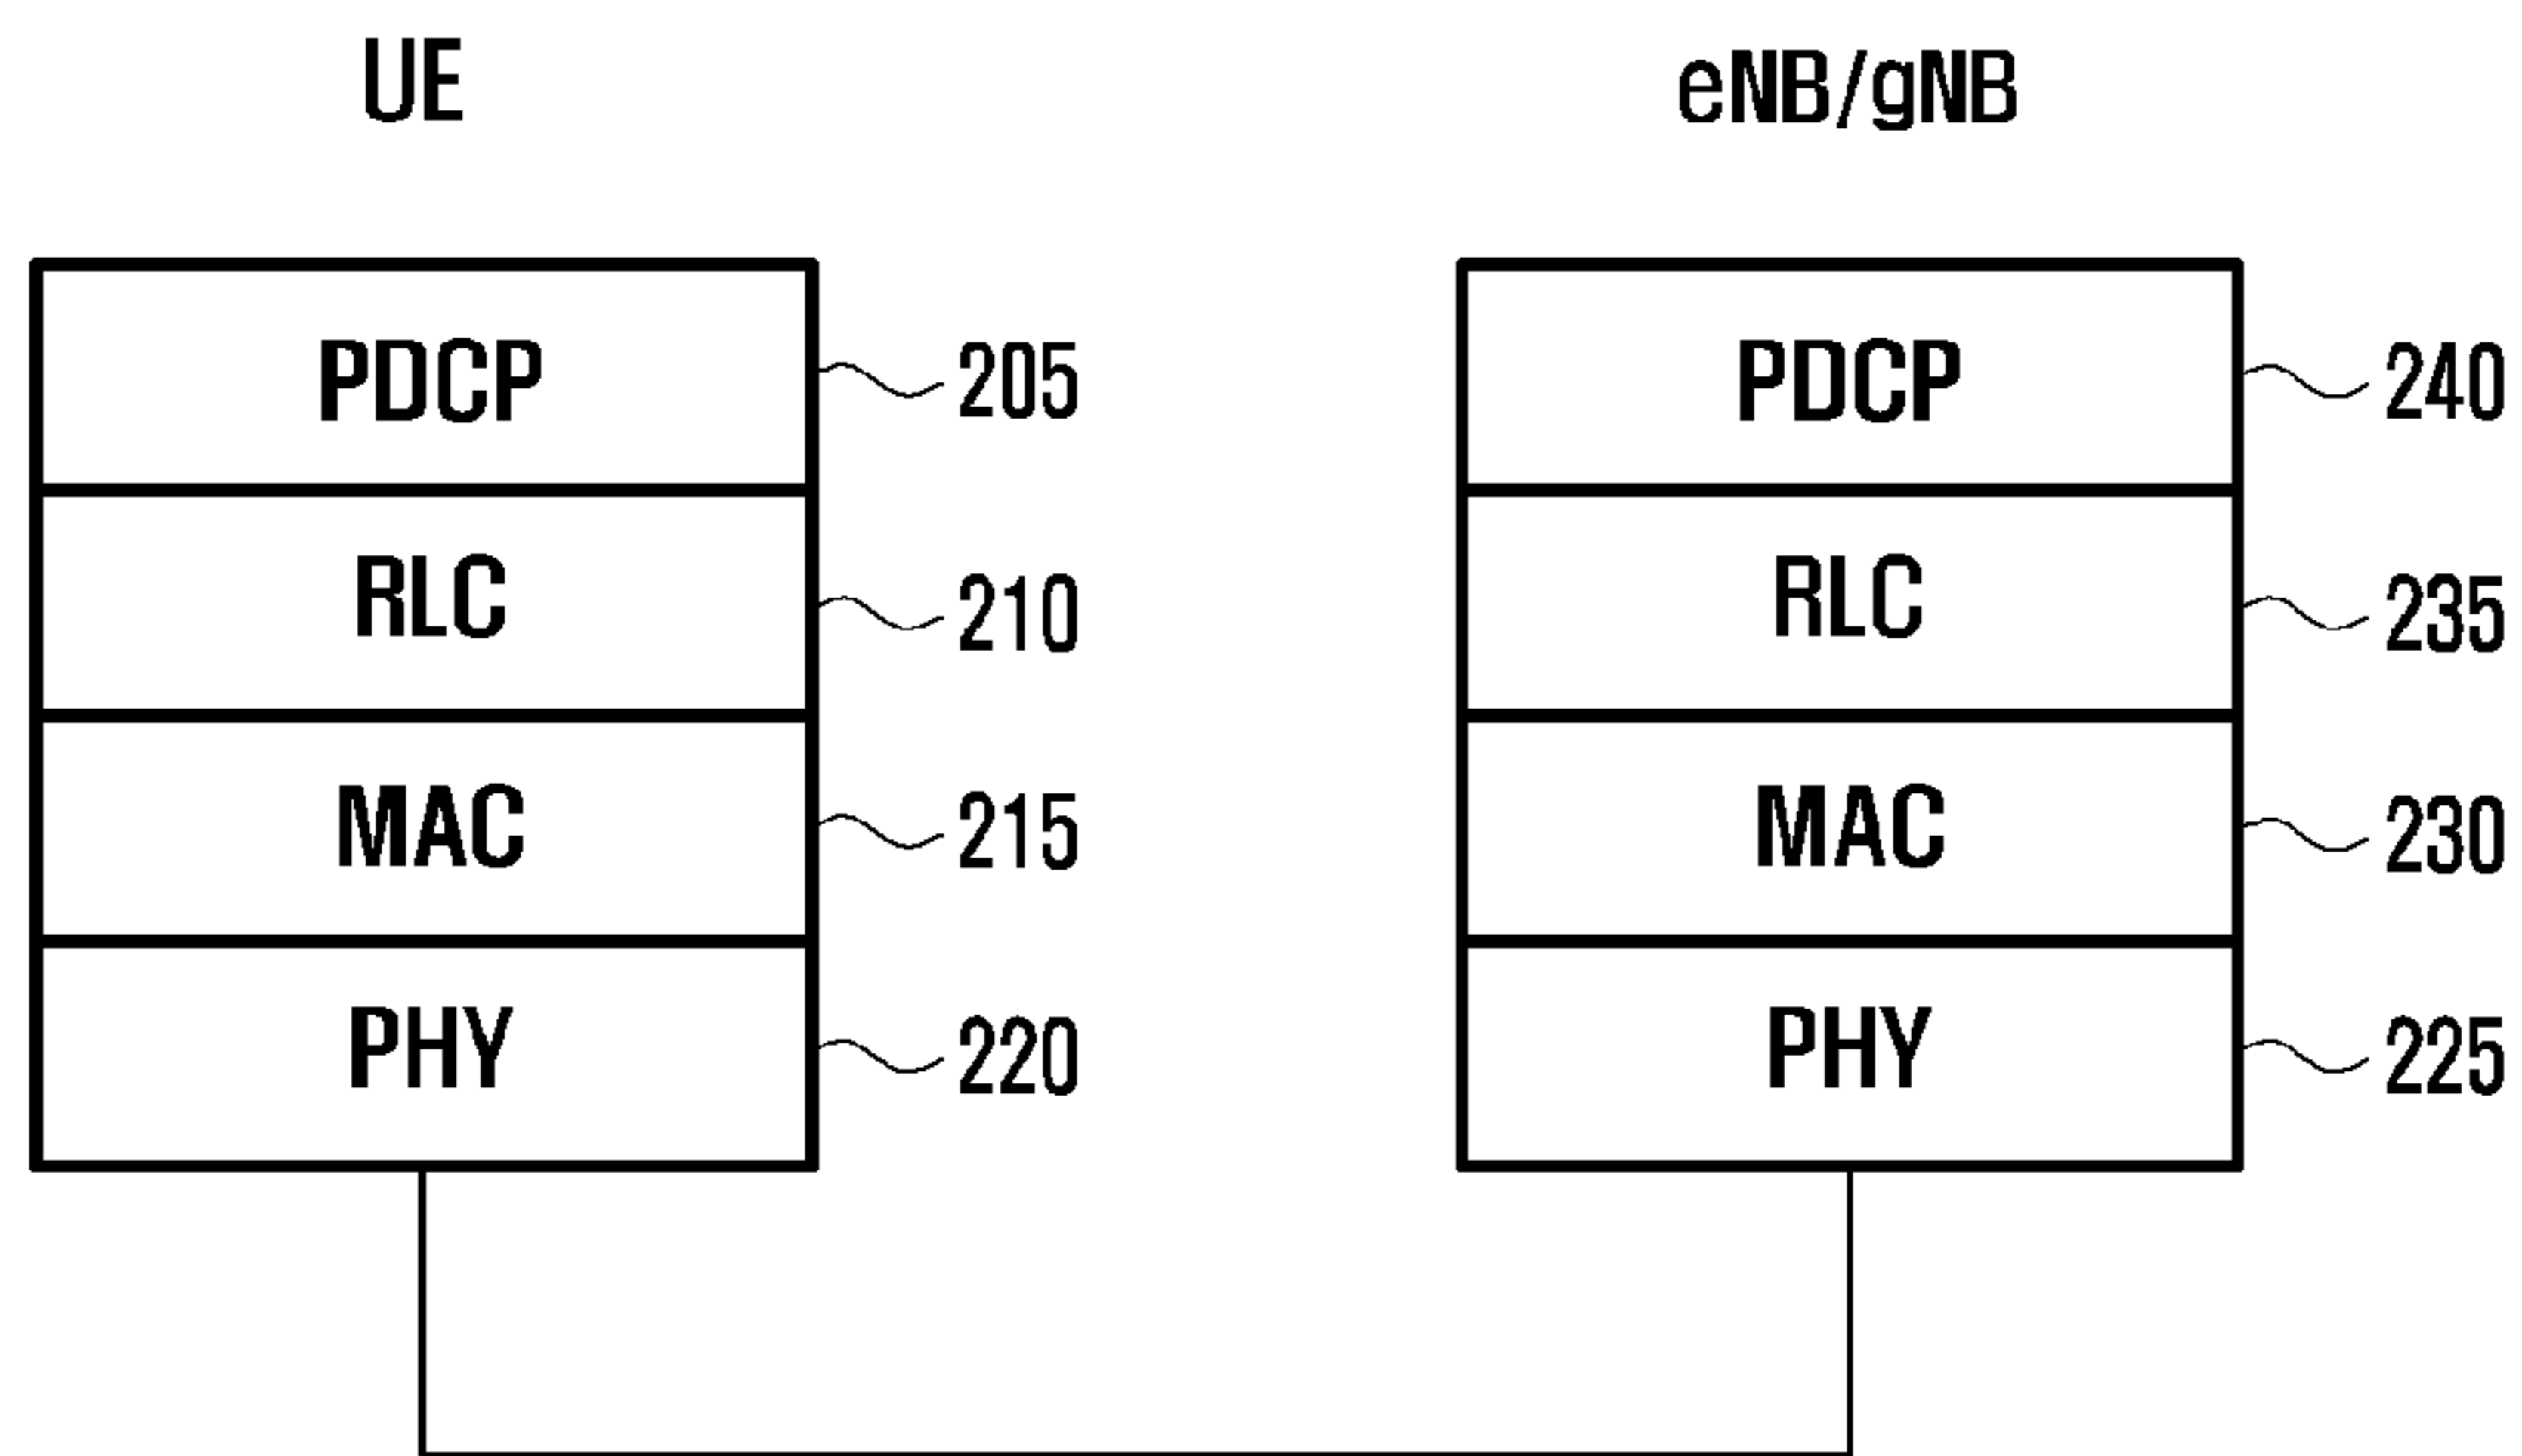 UE eNB/gNB
PDCP 205 PDCP 240
RLC 210 RLC 235
MAC 215 MAC 230
PHY 220 PHY 225